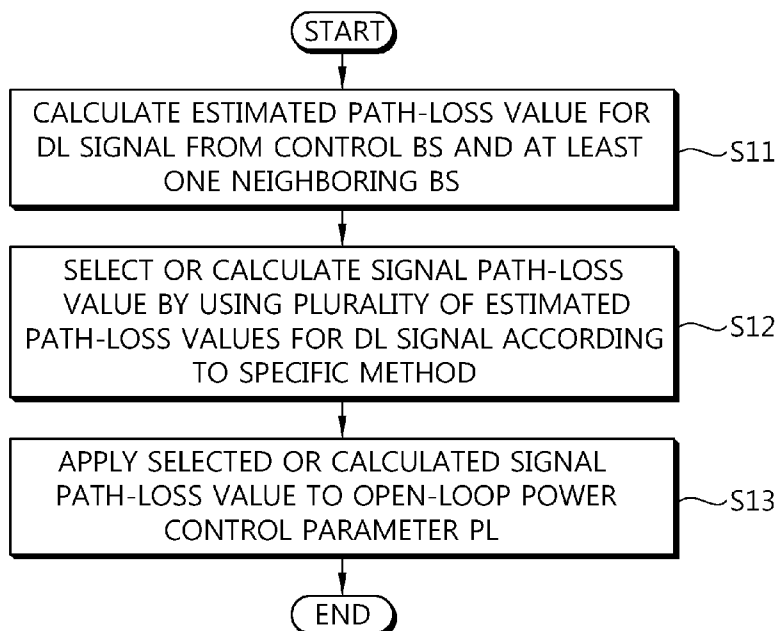 START
CALCULATE ESTIMATED PATH-LOSS VALUE FOR
DL SIGNAL FROM CONTROL BS AND AT LEAST
ONE NEIGHBORING BS
S11
SELECT OR CALCULATE SIGNAL PATH-LOSS
VALUE BY USING PLURALITY OF ESTIMATED
PATH-LOSS VALUES FOR DL SIGNAL ACCORDING
TO SPECIFIC METHOD
S12
APPLY SELECTED OR CALCULATED SIGNAL
PATH-LOSS VALUE TO OPEN-LOOP POWER
CONTROL PARAMETER PL
S13
END